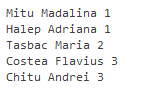 Mitu Madalina 1
Halep Adriana 1
Tasbac Maria 2
Costea Flavius 3
Chitu Andrei 3